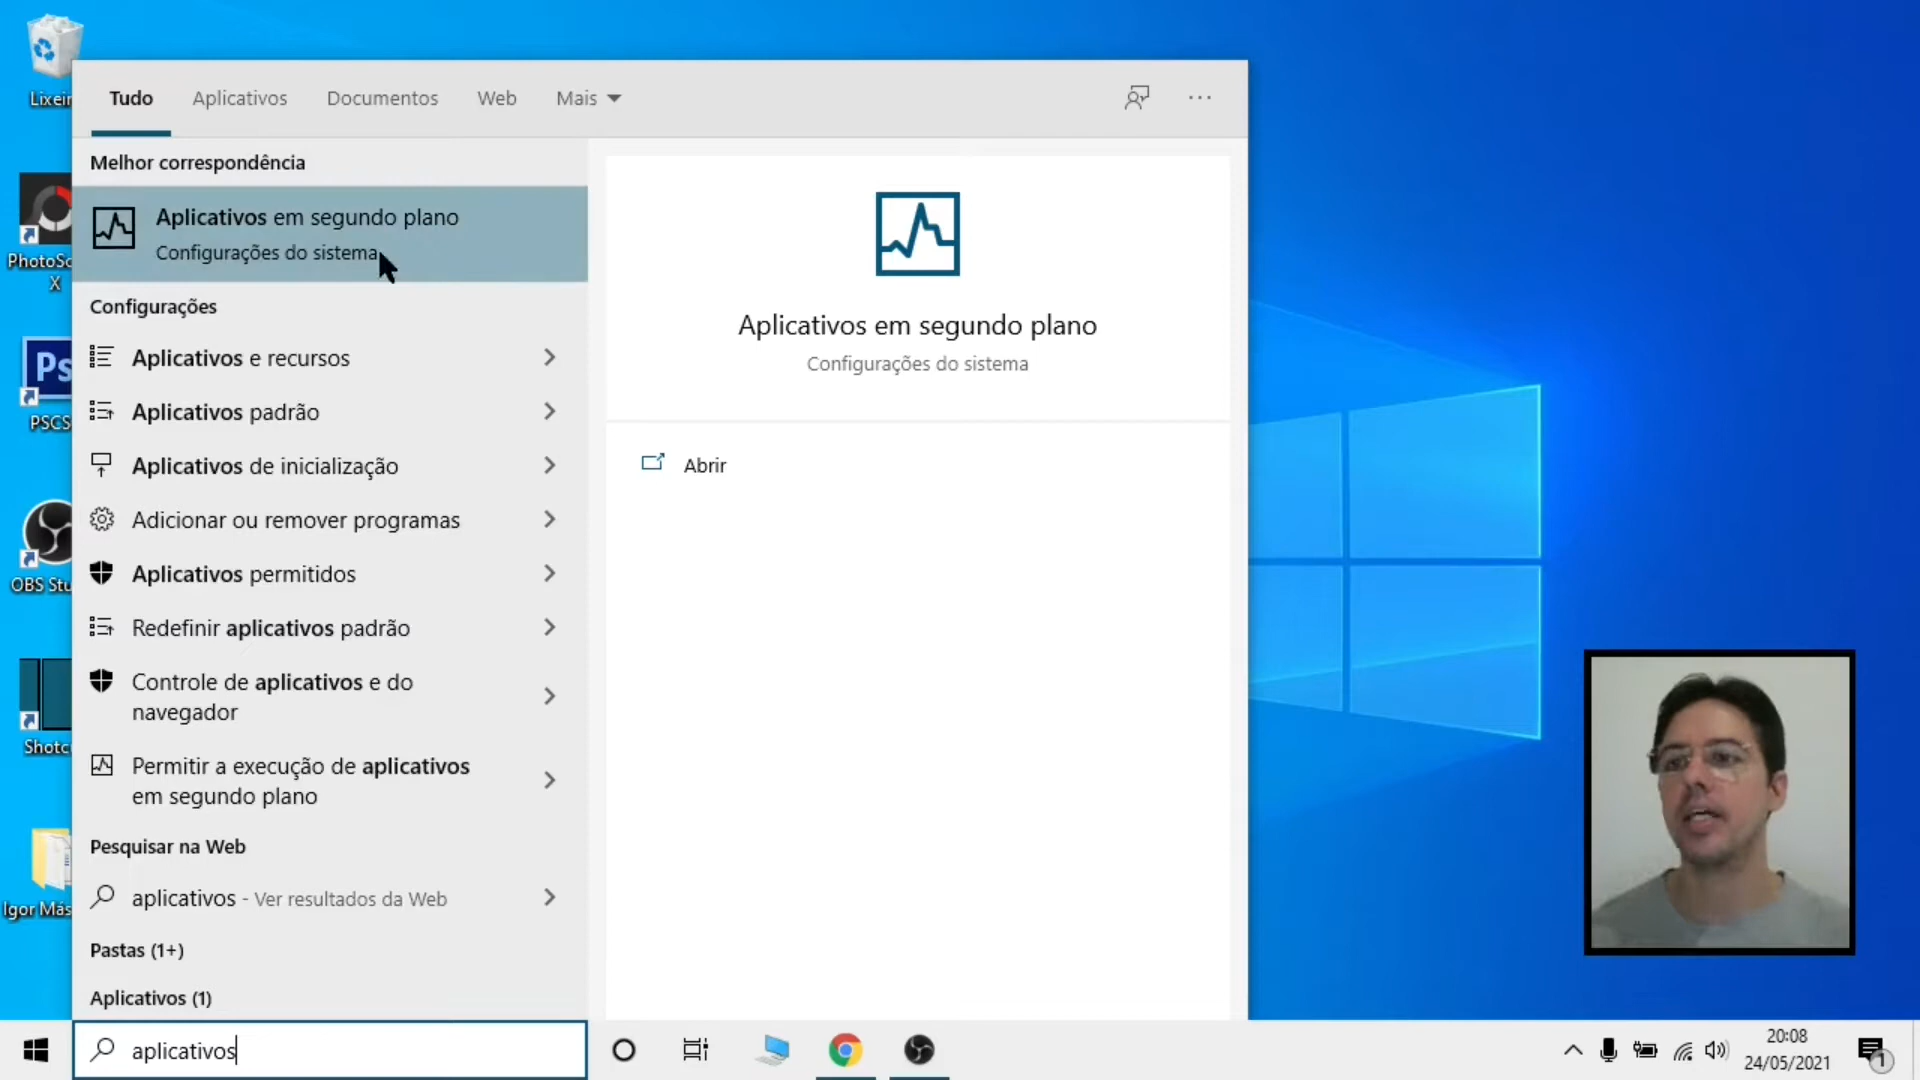 Tudo
Aplicativos
Documentos
Web
Mais
Melhor correspondência
Aplicativos em segundo plano
Configurações do sistema
Configurações
Aplicativos e recursos
Aplicativos padrão
Aplicativos de inicialização
Adicionar ou remover programas
Aplicativos permitidos
Redefinir aplicativos padrão
Controle de aplicativos e do
navegador
Permitir a execução de aplicativos
em segundo plano
Pesquisar na Web
aplicativos - Ver resultados da Web
Pastas (1+)
Aplicativos (1)
aplicativos
Aplicativos em segundo plano
Configurações do sistema
Abrir
Lixeir
PhotoSc
X
Ps
PSCS
OBS Stu
Shotc
Igor Más
20:08
24/05/2021
1